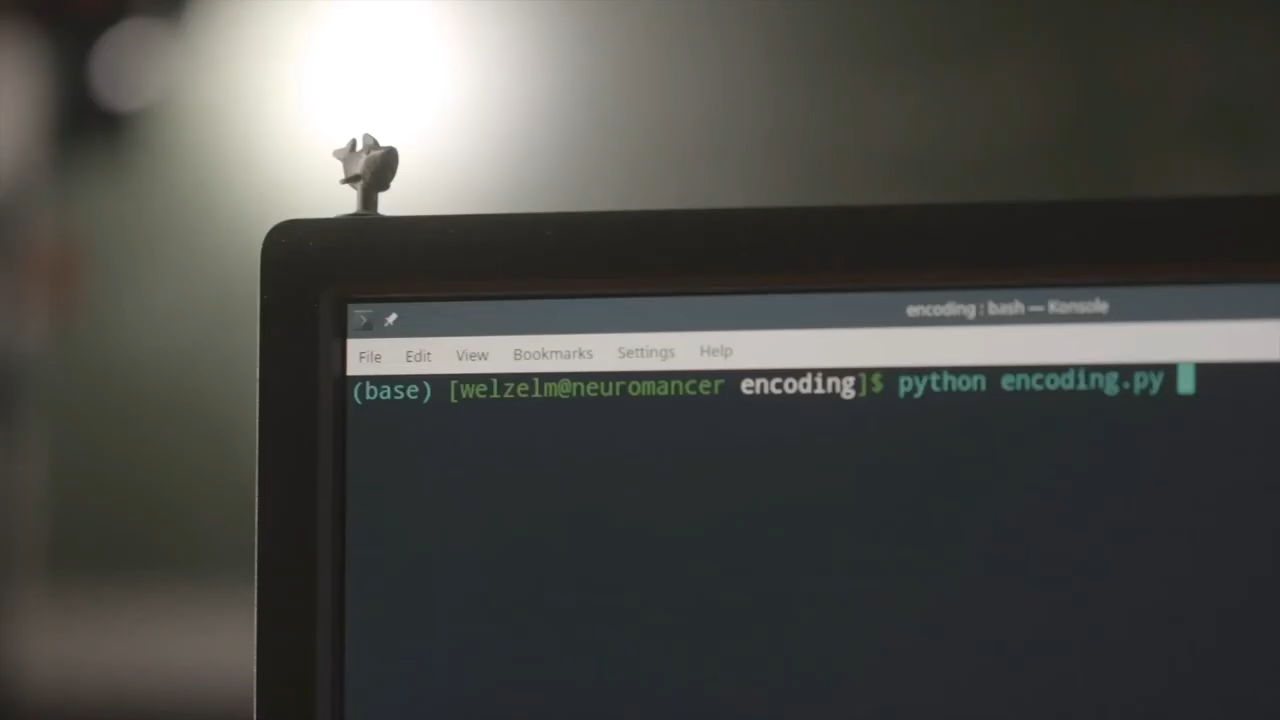 encoding : bash — Konsole
File Edit View Bookmarks Settings Help
(base) [welzelm@neuromancer encoding]$ python encoding.py